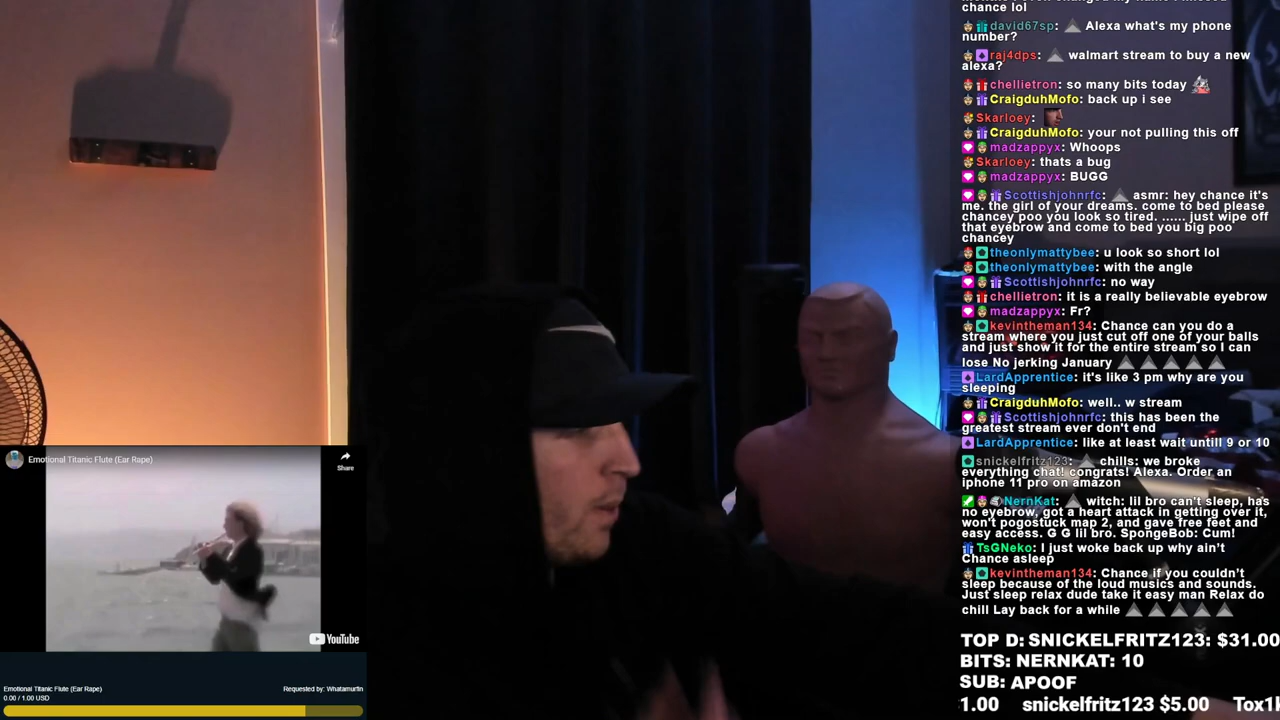 chance lol
david67sp: Alexa what's my phone
number?
raj4dps: walmart stream to buy a new
alexa?
chellietron: so many bits today
CraigduhMofo: back up i see
Skarloey:
CraigduhMofo: your not pulling this off
madzappyx: Whoops
Skarloey: thats a bug
madzappyx: BUGG
Scottishjohnrfc: asmr: hey chance it's
me. the girl of your dreams. come to bed please
chancey poo you look so tired. ...... just wipe off
that eyebrow and come to bed you big poo
chancey
theonlymattybee: u look so short lol
theonlymattybee: with the angle
Scottishjohnrfc: no way
chellietron: it is a really believable eyebrow
madzappyx: Fr?
kevintheman134: Chance can you do a
stream where you just cut off one of your balls
and just show it for the entire stream so I can
lose No jerking January
LardApprentice: it's like 3 pm why are you
sleeping
CraigduhMofo: well.. w stream
Scottishjohnrfc: this has been the
greatest stream ever don't end
LardApprentice: like at least wait untill 9 or 10
snickelfritz123: chills: we broke
everything chat! congrats! Alexa. Order an
iphone 11 pro on amazon
NernKat: witch: lil bro can't sleep, has
no eyebrow, got a heart attack in getting over it,
won't pogostuck map 2, and gave free feet and
easy access. G G lil bro. SpongeBob: Cum!
TsGNeko: I just woke back up why ain't
Chance asleep
kevintheman134: Chance if you couldn't
sleep because of the loud musics and sounds.
Just sleep relax dude take it easy man Relax do
chill Lay back for a while
TOP D: SNICKELFRITZ123: $31.00
BITS: NERNKAT: 10
SUB: APOOF
1.00 snickelfritz123 $5.00 Tox1
Emotional Titanic Flute (Ear Rape)
Share
YouTube
Emotional Titanic Flute (Ear Rape)
Requested by: Whatamurfin
0.00 / 1.00 USD